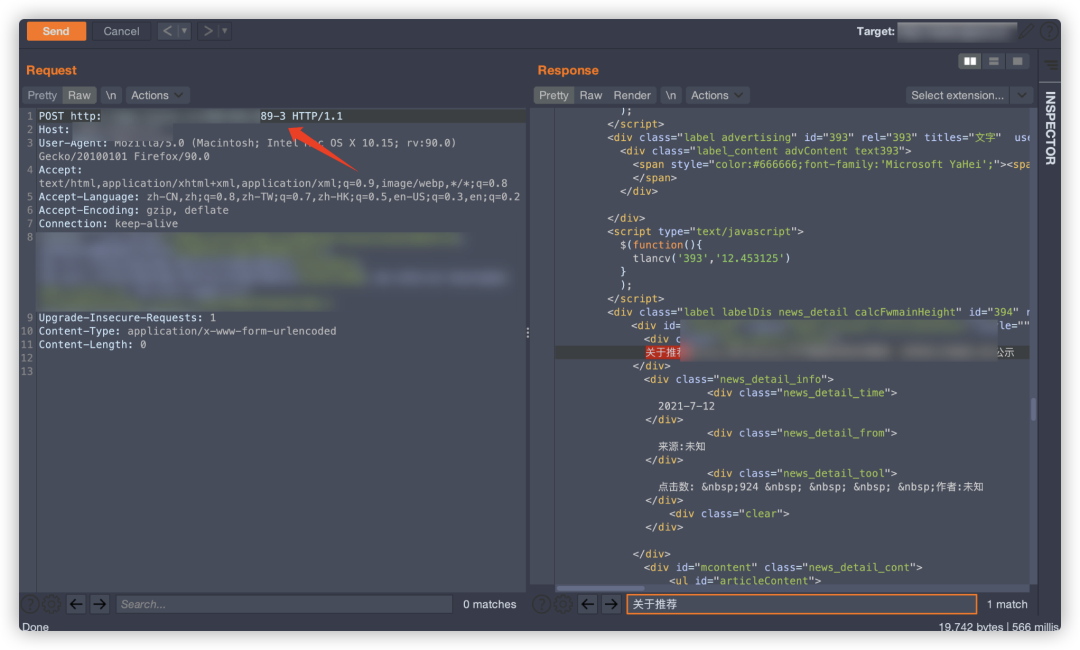 Send Cancel < > Target:
Request
Pretty Raw \n Actions
1 POST http: 89-3 HTTP/1.1
2 Host:
3 User-Agent: Mozilla/5.0 (Macintosh; Intel Mac OS X 10.15; rv:90.0)
Gecko/20100101 Firefox/90.0
4 Accept:
text/html,application/xhtml+xml,application/xml;q=0.9,image/webp,*/*;q=0.8
5 Accept-Language: zh-CN,zh;q=0.8,zh-TW;q=0.7,zh-HK;q=0.5,en-US;q=0.3,en;q=0.2
6 Accept-Encoding: gzip, deflate
7 Connection: keep-alive
8
9 Upgrade-Insecure-Requests: 1
10 Content-Type: application/x-www-form-urlencoded
11 Content-Length: 0
12
13
Search... 0 matches
Done
Response
Pretty Raw Render \n Actions Select extension...
);
</script>
<div class="label advertising" id="393" rel="393" titles="文字" use
<div class="label_content advContent text393">
<span style="color:#666666;font-family:'Microsoft YaHei';"><spa
</span>
</div>
</div>
<script type="text/javascript">
$(function(){
tlancv('393','12.453125')
}
);
</script>
<div class="label labelDis news_detail calcFwmainHeight" id="394" r
<div id= le=""
<div c
关于推荐 公示
</div>
<div class="news_detail_info">
<div class="news_detail_time">
2021-7-12
</div>
<div class="news_detail_from">
来源:未知
</div>
<div class="news_detail_tool">
点击数: &nbsp;924 &nbsp; &nbsp; &nbsp; &nbsp;作者:未知
</div>
<div class="clear">
</div>
</div>
<div id="mcontent" class="news_detail_cont">
<ul id="articleContent">
关于推荐 1 match
19,742 bytes | 566 millis
INSPECTOR